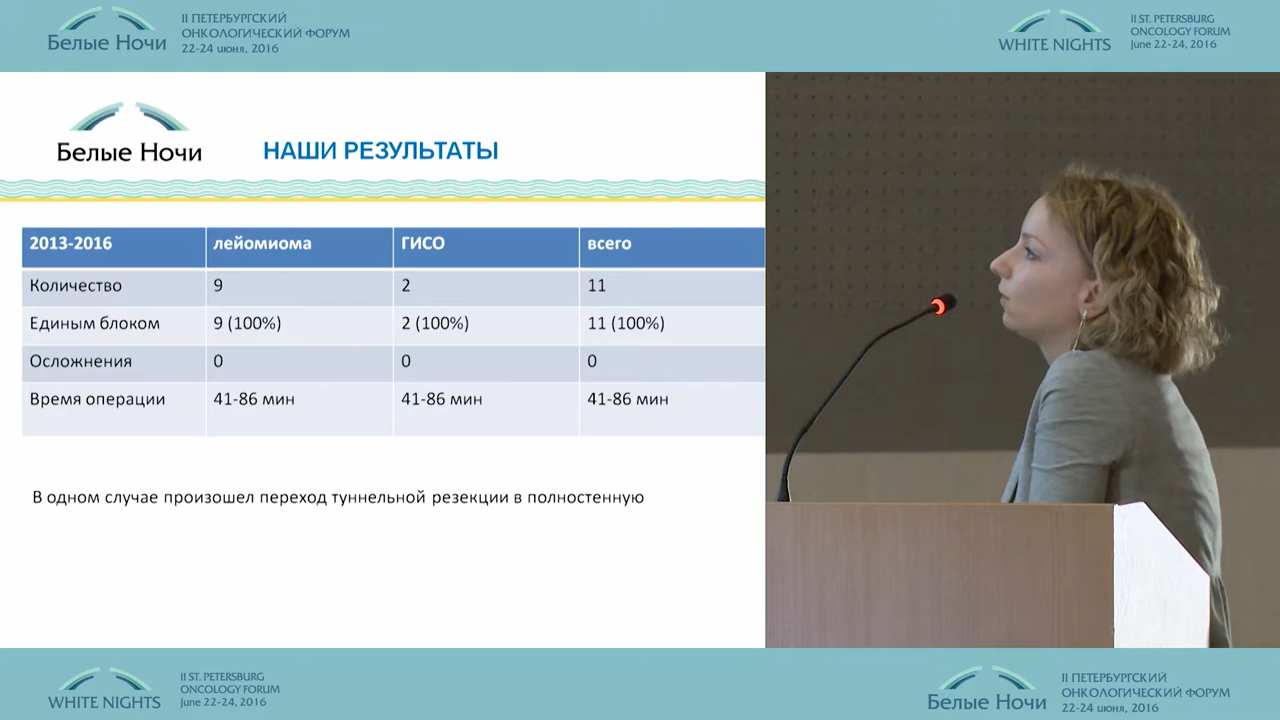 Белые Ночи
II ПЕТЕРБУРГСКИЙ
ОНКОЛОГИЧЕСКИЙ ФОРУМ
22-24 июня, 2016
WHITE NIGHTS
II ST. PETERSBURG
ONCOLOGY FORUM
June 22-24, 2016
Белые Ночи
НАШИ РЕЗУЛЬТАТЫ
2013-2016 лейомиома ГИСО всего
Количество 9 2 11
Единым блоком 9 (100%) 2 (100%) 11 (100%)
Осложнения 0 0 0
Время операции 41-86 мин 41-86 мин 41-86 мин
В одном случае произошел переход туннельной резекции в полностенную
WHITE NIGHTS
II ST. PETERSBURG
ONCOLOGY FORUM
June 22-24, 2016
Белые Ночи
II ПЕТЕРБУРГСКИЙ
ОНКОЛОГИЧЕСКИЙ ФОРУМ
22-24 июня, 2016